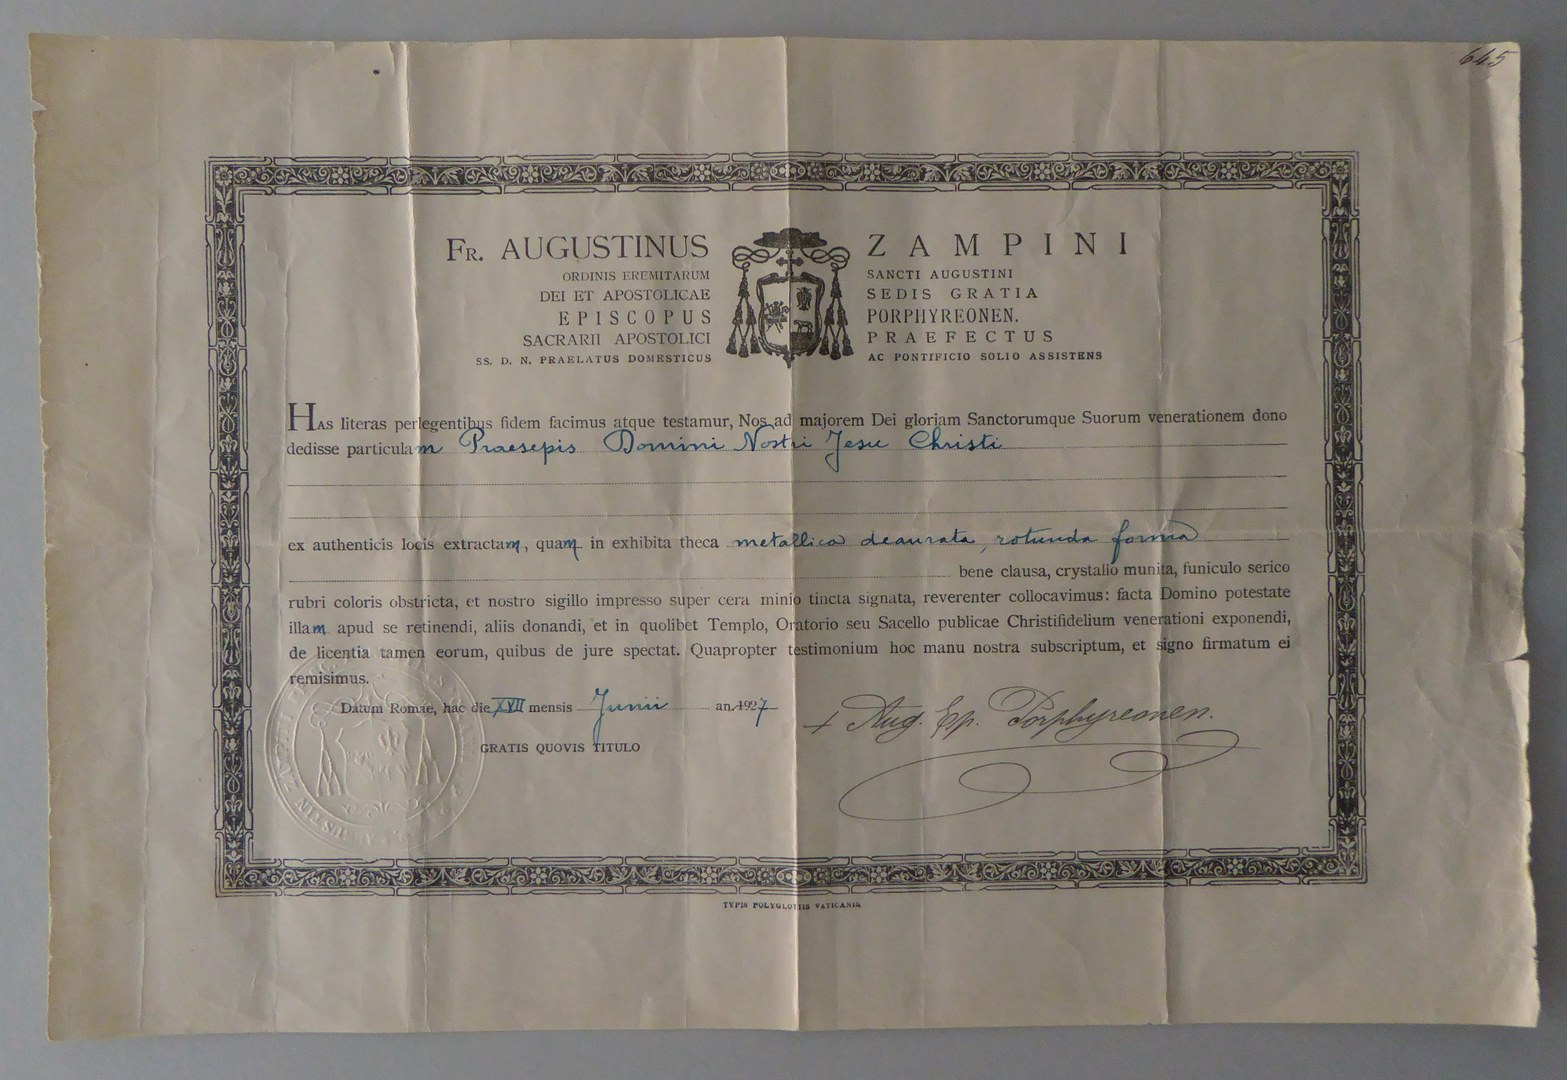 645
FR. AUGUSTINUS ZAMPINI
ORDINIS EREMITARUM SANCTI AUGUSTINI
DEI ET APOSTOLICAE SEDIS GRATIA
EPISCOPUS PORPHYREONEN.
SACRARII APOSTOLICI PRAEFECTUS
SS. D. N. PRAELATUS DOMESTICUS AC PONTIFICIO SOLIO ASSISTENS
HAS literas perlegentibus fidem facimus atque testamur, Nos ad majorem Dei gloriam Sanctorumque Suorum venerationem dono
dedisse particulam Praesepis Domini Nostri Jesu Christi
ex authenticis locis extractam, quam in exhibita theca metallica deaurata, rotunda forma
bene clausa, crystallo munita, funiculo serico
rubri coloris obstricta, et nostro sigillo impresso super cera minio tincta signata, reverenter collocavimus: facta Domino potestate
illam apud se retinendi, aliis donandi, et in quolibet Templo, Oratorio seu Sacello publicae Christifidelium venerationi exponendi,
de licentia tamen eorum, quibus de jure spectat. Quapropter testimonium hoc manu nostra subscriptum, et signo firmatum ei
remisimus.
Datum Romae, hac die XVII mensis Junii an. 1927
+ Aug. Ep. Porphyreonen.
GRATIS QUOVIS TITULO
TYPIS POLYGLOTTIS VATICANIS